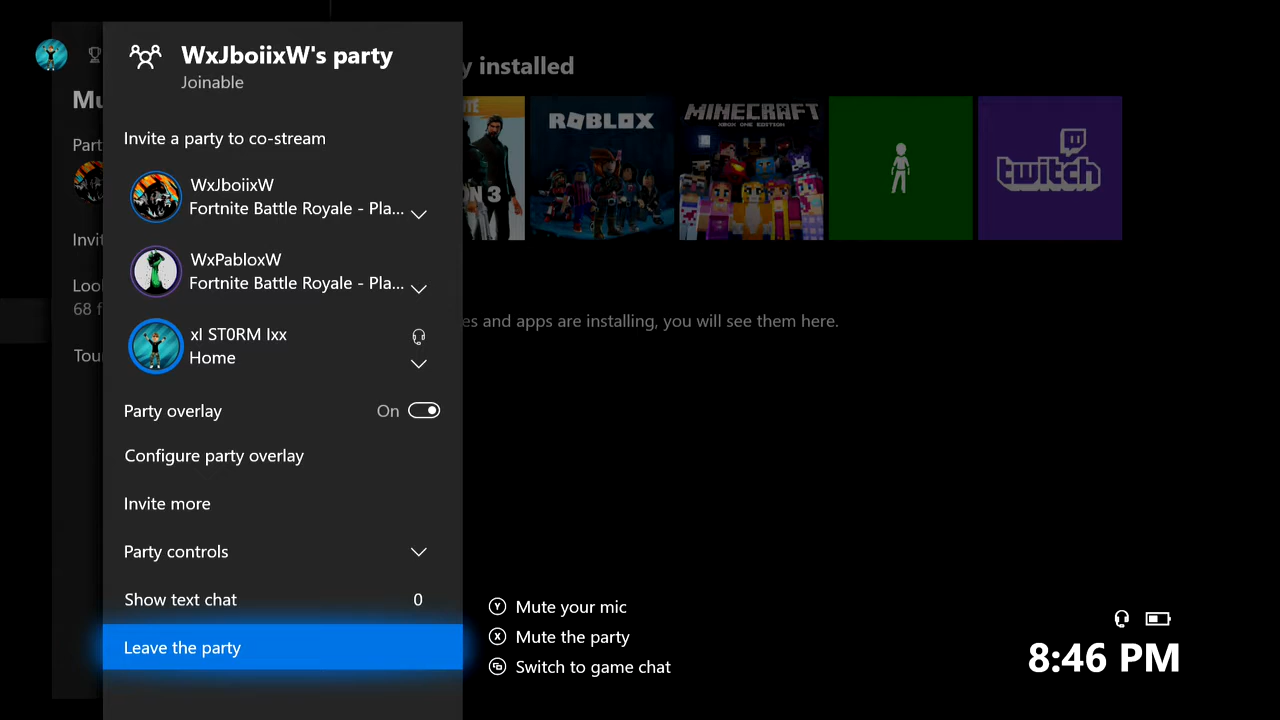 WxJboiixW's party
Joinable
Invite a party to co-stream
WxJboiixW
Fortnite Battle Royale - Pla...
WxPabloxW
Fortnite Battle Royale - Pla...
xI ST0RM Ixx
Home
Party overlay On
Configure party overlay
Invite more
Party controls
Show text chat 0
Leave the party
Mu
Part
Invit
Lool
68 f
Tour
y installed
ROBLOX
MINECRAFT
XBOX ONE EDITION
twitch
es and apps are installing, you will see them here.
Y Mute your mic
X Mute the party
Switch to game chat
8:46 PM